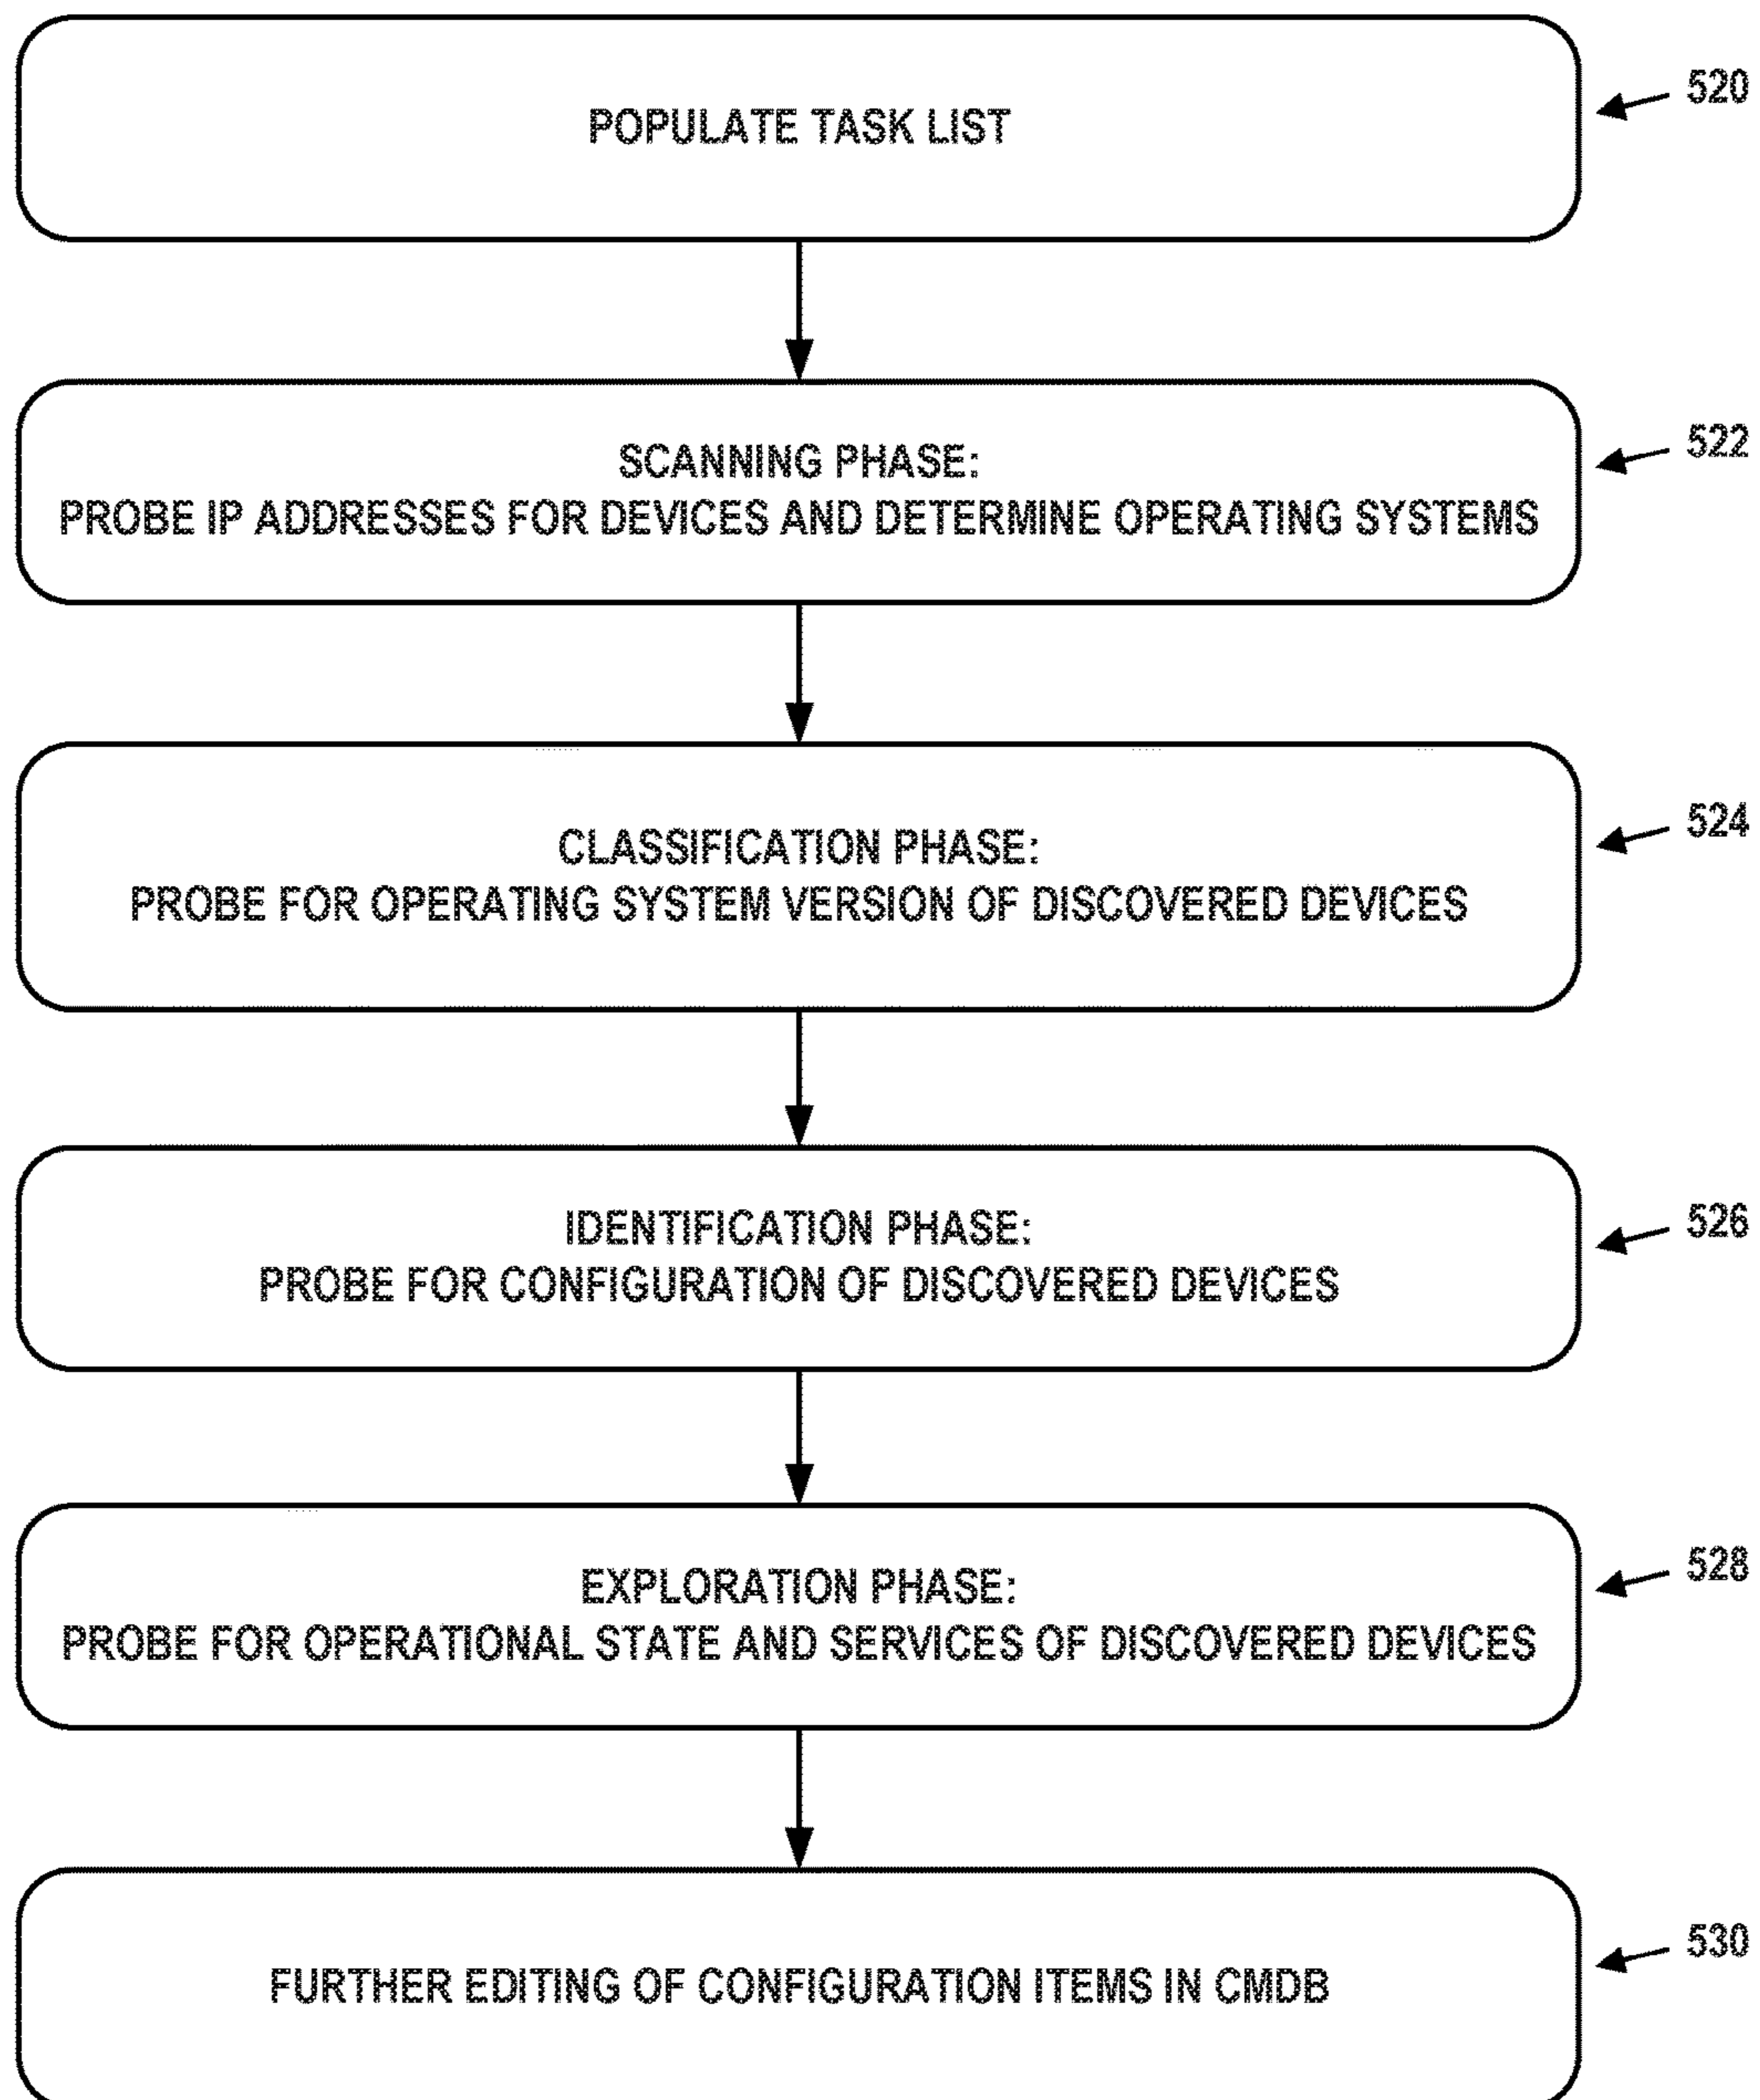 POPULATE TASK LIST
520
SCANNING PHASE:
PROBE IP ADDRESSES FOR DEVICES AND DETERMINE OPERATING SYSTEMS
522
CLASSIFICATION PHASE:
PROBE FOR OPERATING SYSTEM VERSION OF DISCOVERED DEVICES
524
IDENTIFICATION PHASE:
PROBE FOR CONFIGURATION OF DISCOVERED DEVICES
526
EXPLORATION PHASE:
PROBE FOR OPERATIONAL STATE AND SERVICES OF DISCOVERED DEVICES
528
FURTHER EDITING OF CONFIGURATION ITEMS IN CMDB
530